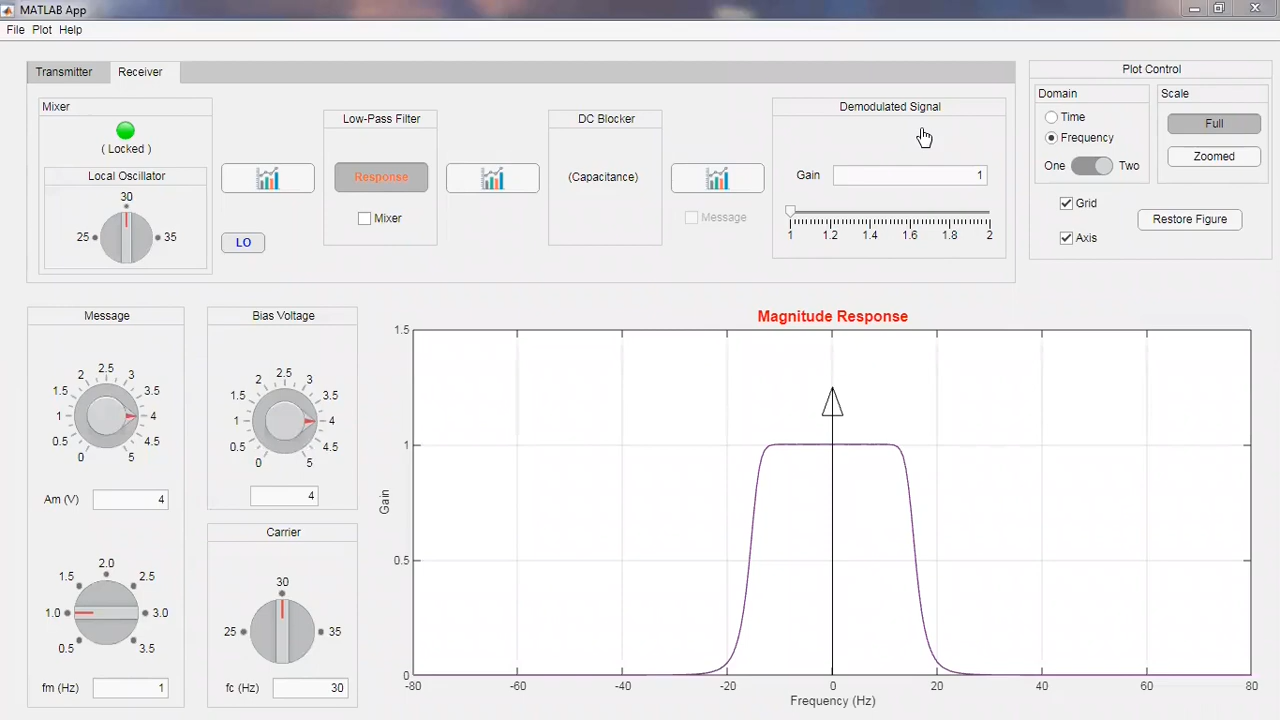 MATLAB App
File Plot Help
Transmitter Receiver
Mixer
( Locked )
Local Oscillator
30
25 35
LO
Low-Pass Filter
Response
Mixer
DC Blocker
(Capacitance)
Message
Demodulated Signal
Gain 1
1 1.2 1.4 1.6 1.8 2
Plot Control
Domain
Time
Frequency
One Two
Scale
Full
Zoomed
Grid
Axis
Restore Figure
Message
2 2.5 3
1.5 3.5
1 4
0.5 4.5
0 5
Am (V) 4
2.0
1.5 2.5
1.0 3.0
0.5 3.5
fm (Hz) 1
Bias Voltage
2 2.5 3
1.5 3.5
1 4
0.5 4.5
0 5
4
Carrier
30
25 35
fc (Hz) 30
Magnitude Response
1.5
1
0.5
0
Gain
-80 -60 -40 -20 0 20 40 60 80
Frequency (Hz)